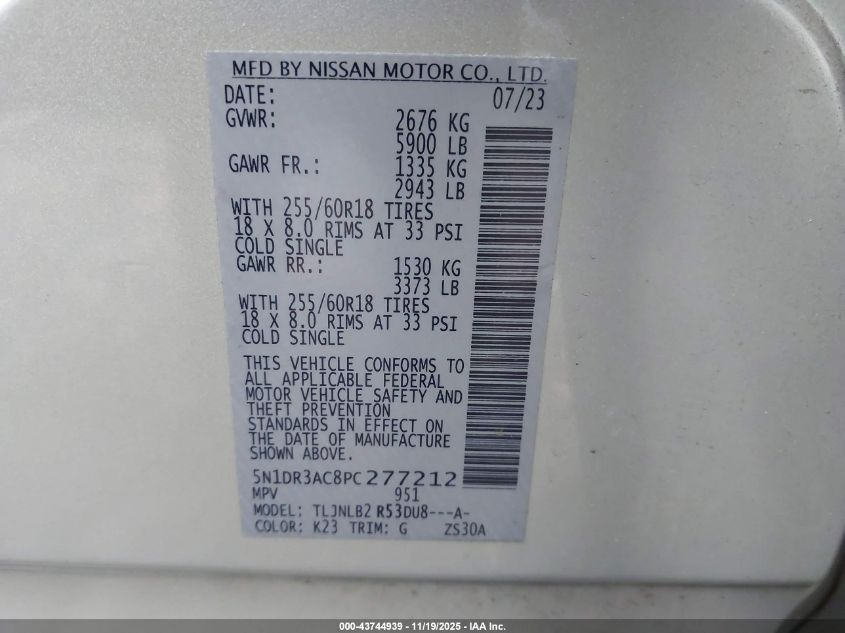 MFD BY NISSAN MOTOR CO., LTD.
DATE: 07/23
GVWR: 2676 KG
5900 LB
GAWR FR.: 1335 KG
2943 LB
WITH 255/60R18 TIRES
18 X 8.0 RIMS AT 33 PSI
COLD SINGLE
GAWR RR.: 1530 KG
3373 LB
WITH 255/60R18 TIRES
18 X 8.0 RIMS AT 33 PSI
COLD SINGLE
THIS VEHICLE CONFORMS TO
ALL APPLICABLE FEDERAL
MOTOR VEHICLE SAFETY AND
THEFT PREVENTION
STANDARDS IN EFFECT ON
THE DATE OF MANUFACTURE
SHOWN ABOVE.
5N1DR3AC8PC277212
MPV 951
MODEL: TLJNLB2 R53DU8---A-
COLOR: K23 TRIM: G ZS30A
000-43744939 - 11/19/2025 - IAA Inc.